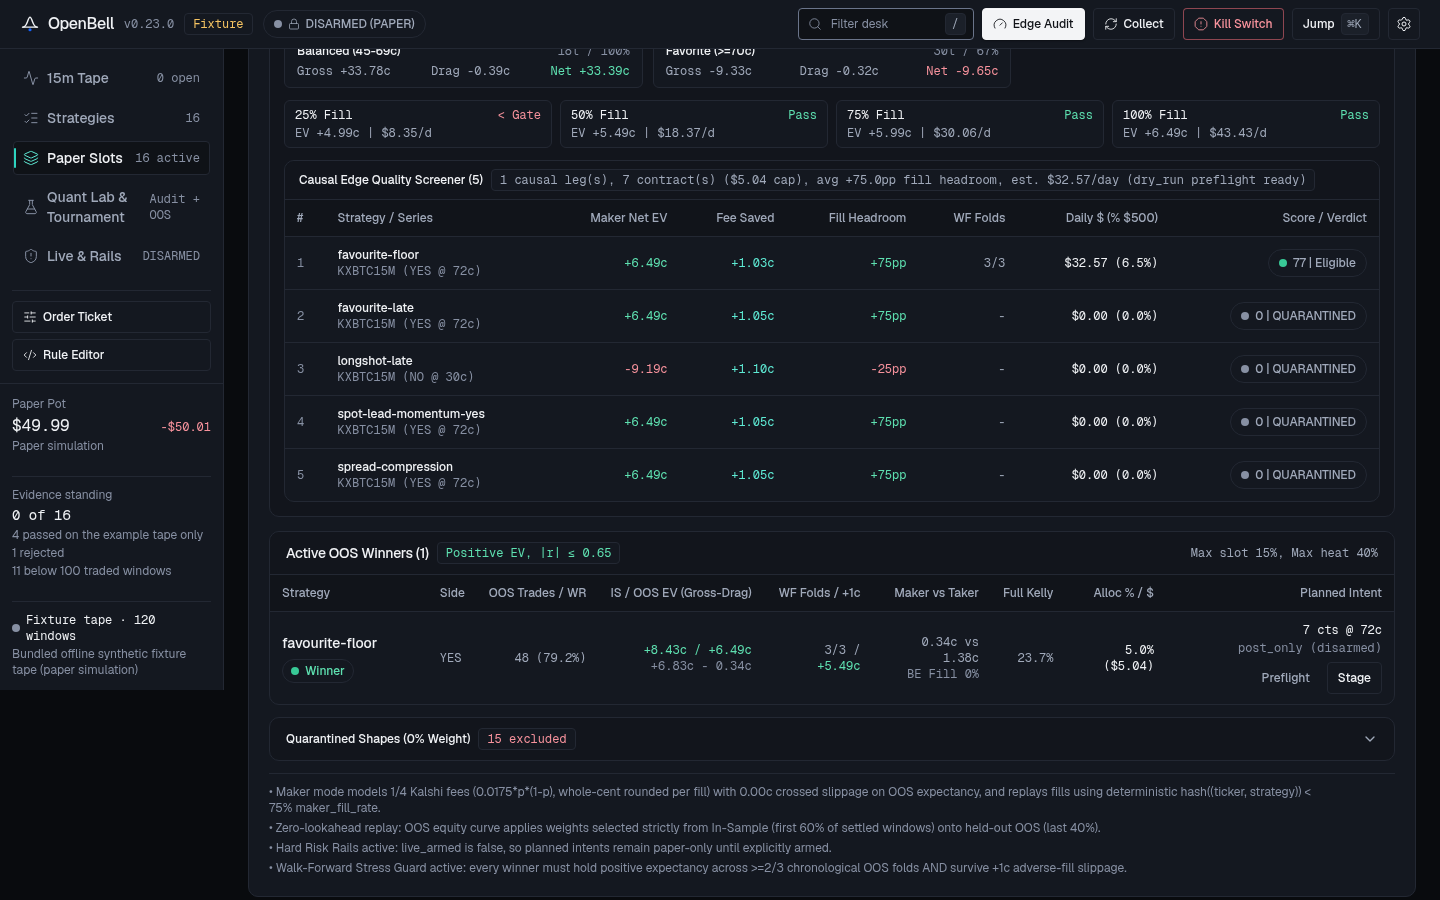 OpenBell v0.23.0 Fixture DISARMED (PAPER) Filter desk / Edge Audit Collect Kill Switch Jump ⌘K
15m Tape 0 open
Strategies 16
Paper Slots 16 active
Quant Lab & Tournament Audit + OOS
Live & Rails DISARMED
Order Ticket
Rule Editor
Paper Pot
$49.99 -$50.01
Paper simulation
Evidence standing
0 of 16
4 passed on the example tape only
1 rejected
11 below 100 traded windows
Fixture tape · 120
windows
Bundled offline synthetic fixture
tape (paper simulation)
Balanced (45-69c) 18t / 100%
Gross +33.78c Drag -0.39c Net +33.39c
Favorite (>=70c) 30t / 67%
Gross -9.33c Drag -0.32c Net -9.65c
25% Fill < Gate
EV +4.99c | $8.35/d
50% Fill Pass
EV +5.49c | $18.37/d
75% Fill Pass
EV +5.99c | $30.06/d
100% Fill Pass
EV +6.49c | $43.43/d
Causal Edge Quality Screener (5) 1 causal leg(s), 7 contract(s) ($5.04 cap), avg +75.0pp fill headroom, est. $32.57/day (dry_run preflight ready)
# Strategy / Series Maker Net EV Fee Saved Fill Headroom WF Folds Daily $ (% $500) Score / Verdict
1 favourite-floor +6.49c +1.03c +75pp 3/3 $32.57 (6.5%) 77 | Eligible
KXBTC15M (YES @ 72c)
2 favourite-late +6.49c +1.05c +75pp - $0.00 (0.0%) 0 | QUARANTINED
KXBTC15M (YES @ 72c)
3 longshot-late -9.19c +1.10c -25pp - $0.00 (0.0%) 0 | QUARANTINED
KXBTC15M (NO @ 30c)
4 spot-lead-momentum-yes +6.49c +1.05c +75pp - $0.00 (0.0%) 0 | QUARANTINED
KXBTC15M (YES @ 72c)
5 spread-compression +6.49c +1.05c +75pp - $0.00 (0.0%) 0 | QUARANTINED
KXBTC15M (YES @ 72c)
Active OOS Winners (1) Positive EV, |r| ≤ 0.65 Max slot 15%, Max heat 40%
Strategy Side OOS Trades / WR IS / OOS EV (Gross-Drag) WF Folds / +1c Maker vs Taker Full Kelly Alloc % / $ Planned Intent
favourite-floor
Winner
YES
48 (79.2%)
+8.43c / +6.49c
+6.83c - 0.34c
3/3 /
+5.49c
0.34c vs
1.38c
BE Fill 0%
23.7%
5.0%
($5.04)
7 cts @ 72c
post_only (disarmed)
Preflight Stage
Quarantined Shapes (0% Weight) 15 excluded
• Maker mode models 1/4 Kalshi fees (0.0175*p*(1-p), whole-cent rounded per fill) with 0.00c crossed slippage on OOS expectancy, and replays fills using deterministic hash((ticker, strategy)) <
75% maker_fill_rate.
• Zero-lookahead replay: OOS equity curve applies weights selected strictly from In-Sample (first 60% of settled windows) onto held-out OOS (last 40%).
• Hard Risk Rails active: live_armed is false, so planned intents remain paper-only until explicitly armed.
• Walk-Forward Stress Guard active: every winner must hold positive expectancy across >=2/3 chronological OOS folds AND survive +1c adverse-fill slippage.